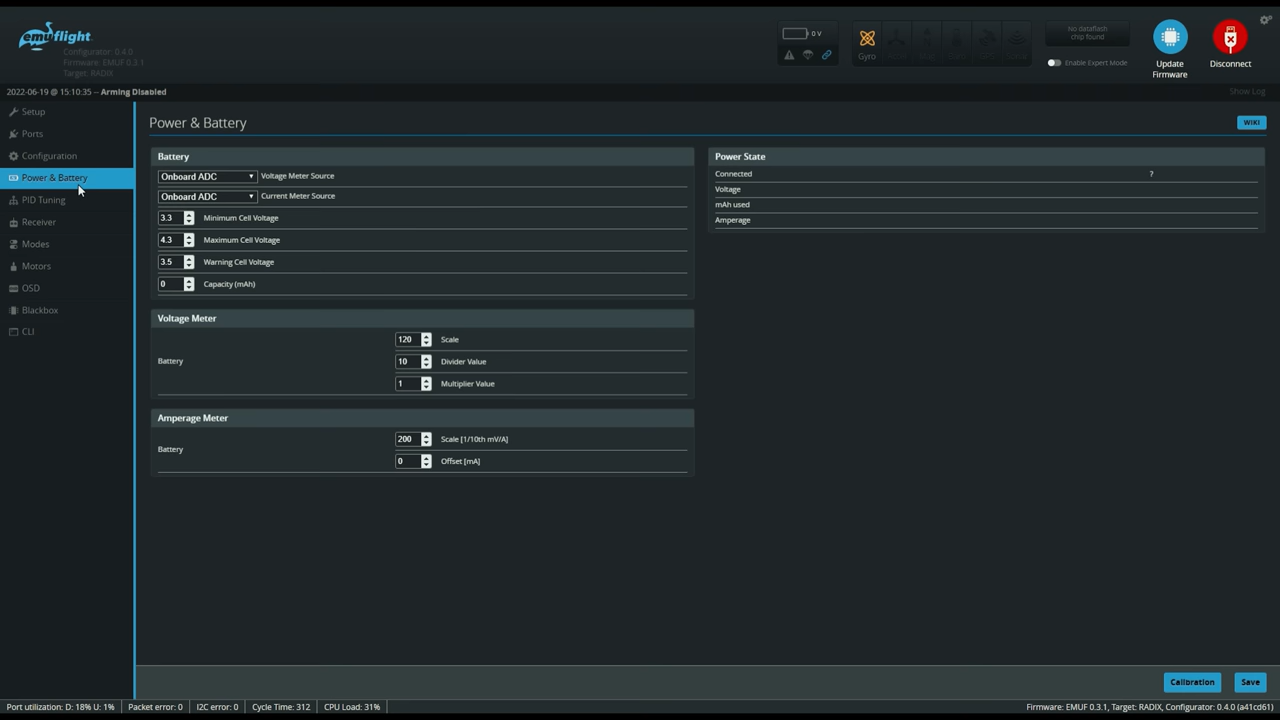 emuflight
Configurator: 0.4.0
Firmware: EMUF 0.3.1
Target: RADIX
0 V
Gyro
No dataflash
chip found
Enable Expert Mode
Update
Firmware
Disconnect
2022-06-19 @ 15:10:35 -- Arming Disabled
Show Log
Setup
Ports
Configuration
Power & Battery
PID Tuning
Receiver
Modes
Motors
OSD
Blackbox
CLI
Power & Battery
WIKI
Battery
Onboard ADC Voltage Meter Source
Onboard ADC Current Meter Source
3.3 Minimum Cell Voltage
4.3 Maximum Cell Voltage
3.5 Warning Cell Voltage
0 Capacity (mAh)
Voltage Meter
Battery
120 Scale
10 Divider Value
1 Multiplier Value
Amperage Meter
Battery
200 Scale [1/10th mV/A]
0 Offset [mA]
Power State
Connected ?
Voltage
mAh used
Amperage
Calibration
Save
Port utilization: D: 18% U: 1% Packet error: 0 I2C error: 0 Cycle Time: 312 CPU Load: 31% Firmware: EMUF 0.3.1, Target: RADIX, Configurator: 0.4.0 (a41cd61)